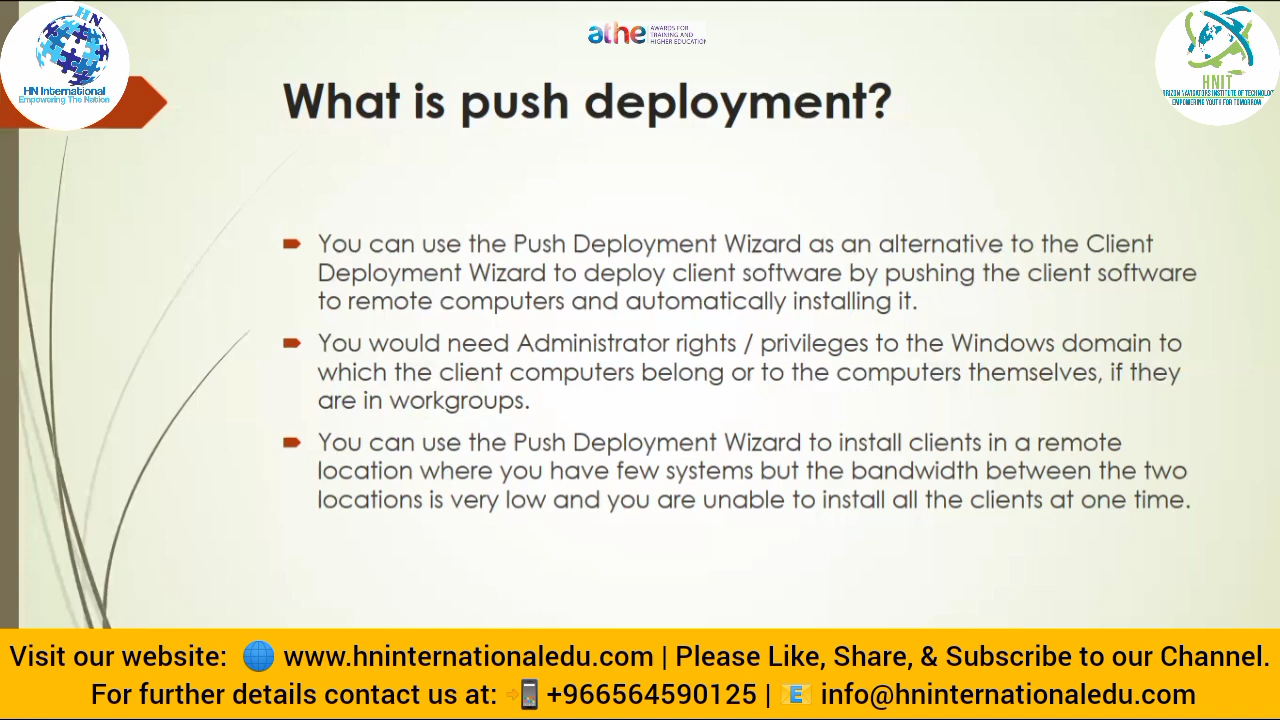 HN
HN International
Empowering The Nation
athe
AWARDS FOR
TRAINING AND
HIGHER EDUCATION
HNIT
EMPOWERING YOUTH FOR TOMORROW
What is push deployment?
You can use the Push Deployment Wizard as an alternative to the Client
Deployment Wizard to deploy client software by pushing the client software
to remote computers and automatically installing it.
You would need Administrator rights / privileges to the Windows domain to
which the client computers belong or to the computers themselves, if they
are in workgroups.
You can use the Push Deployment Wizard to install clients in a remote
location where you have few systems but the bandwidth between the two
locations is very low and you are unable to install all the clients at one time.
Visit our website: 🌐 www.hninternationaledu.com | Please Like, Share, & Subscribe to our Channel.
For further details contact us at: 📲 +966564590125 | 📧 info@hninternationaledu.com